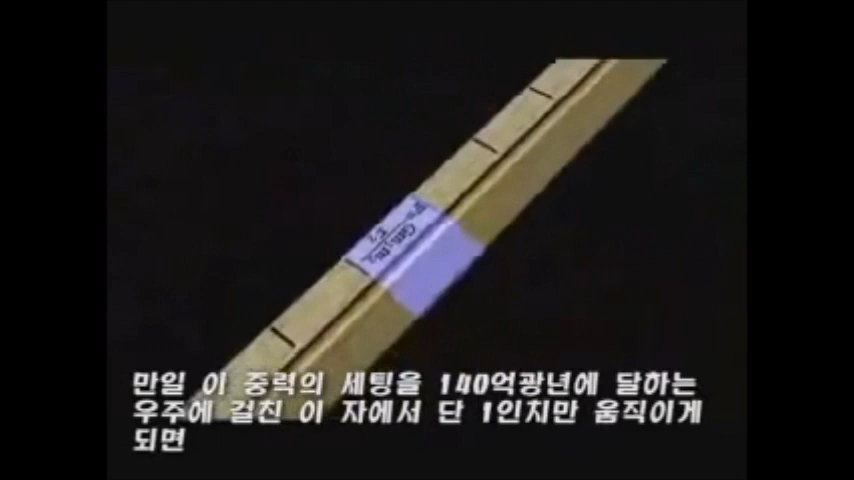 F = Gm₁m₂
r²
만일 이 중력의 세팅을 140억광년에 달하는
우주에 걸친 이 자에서 단 1인치만 움직이게
되면